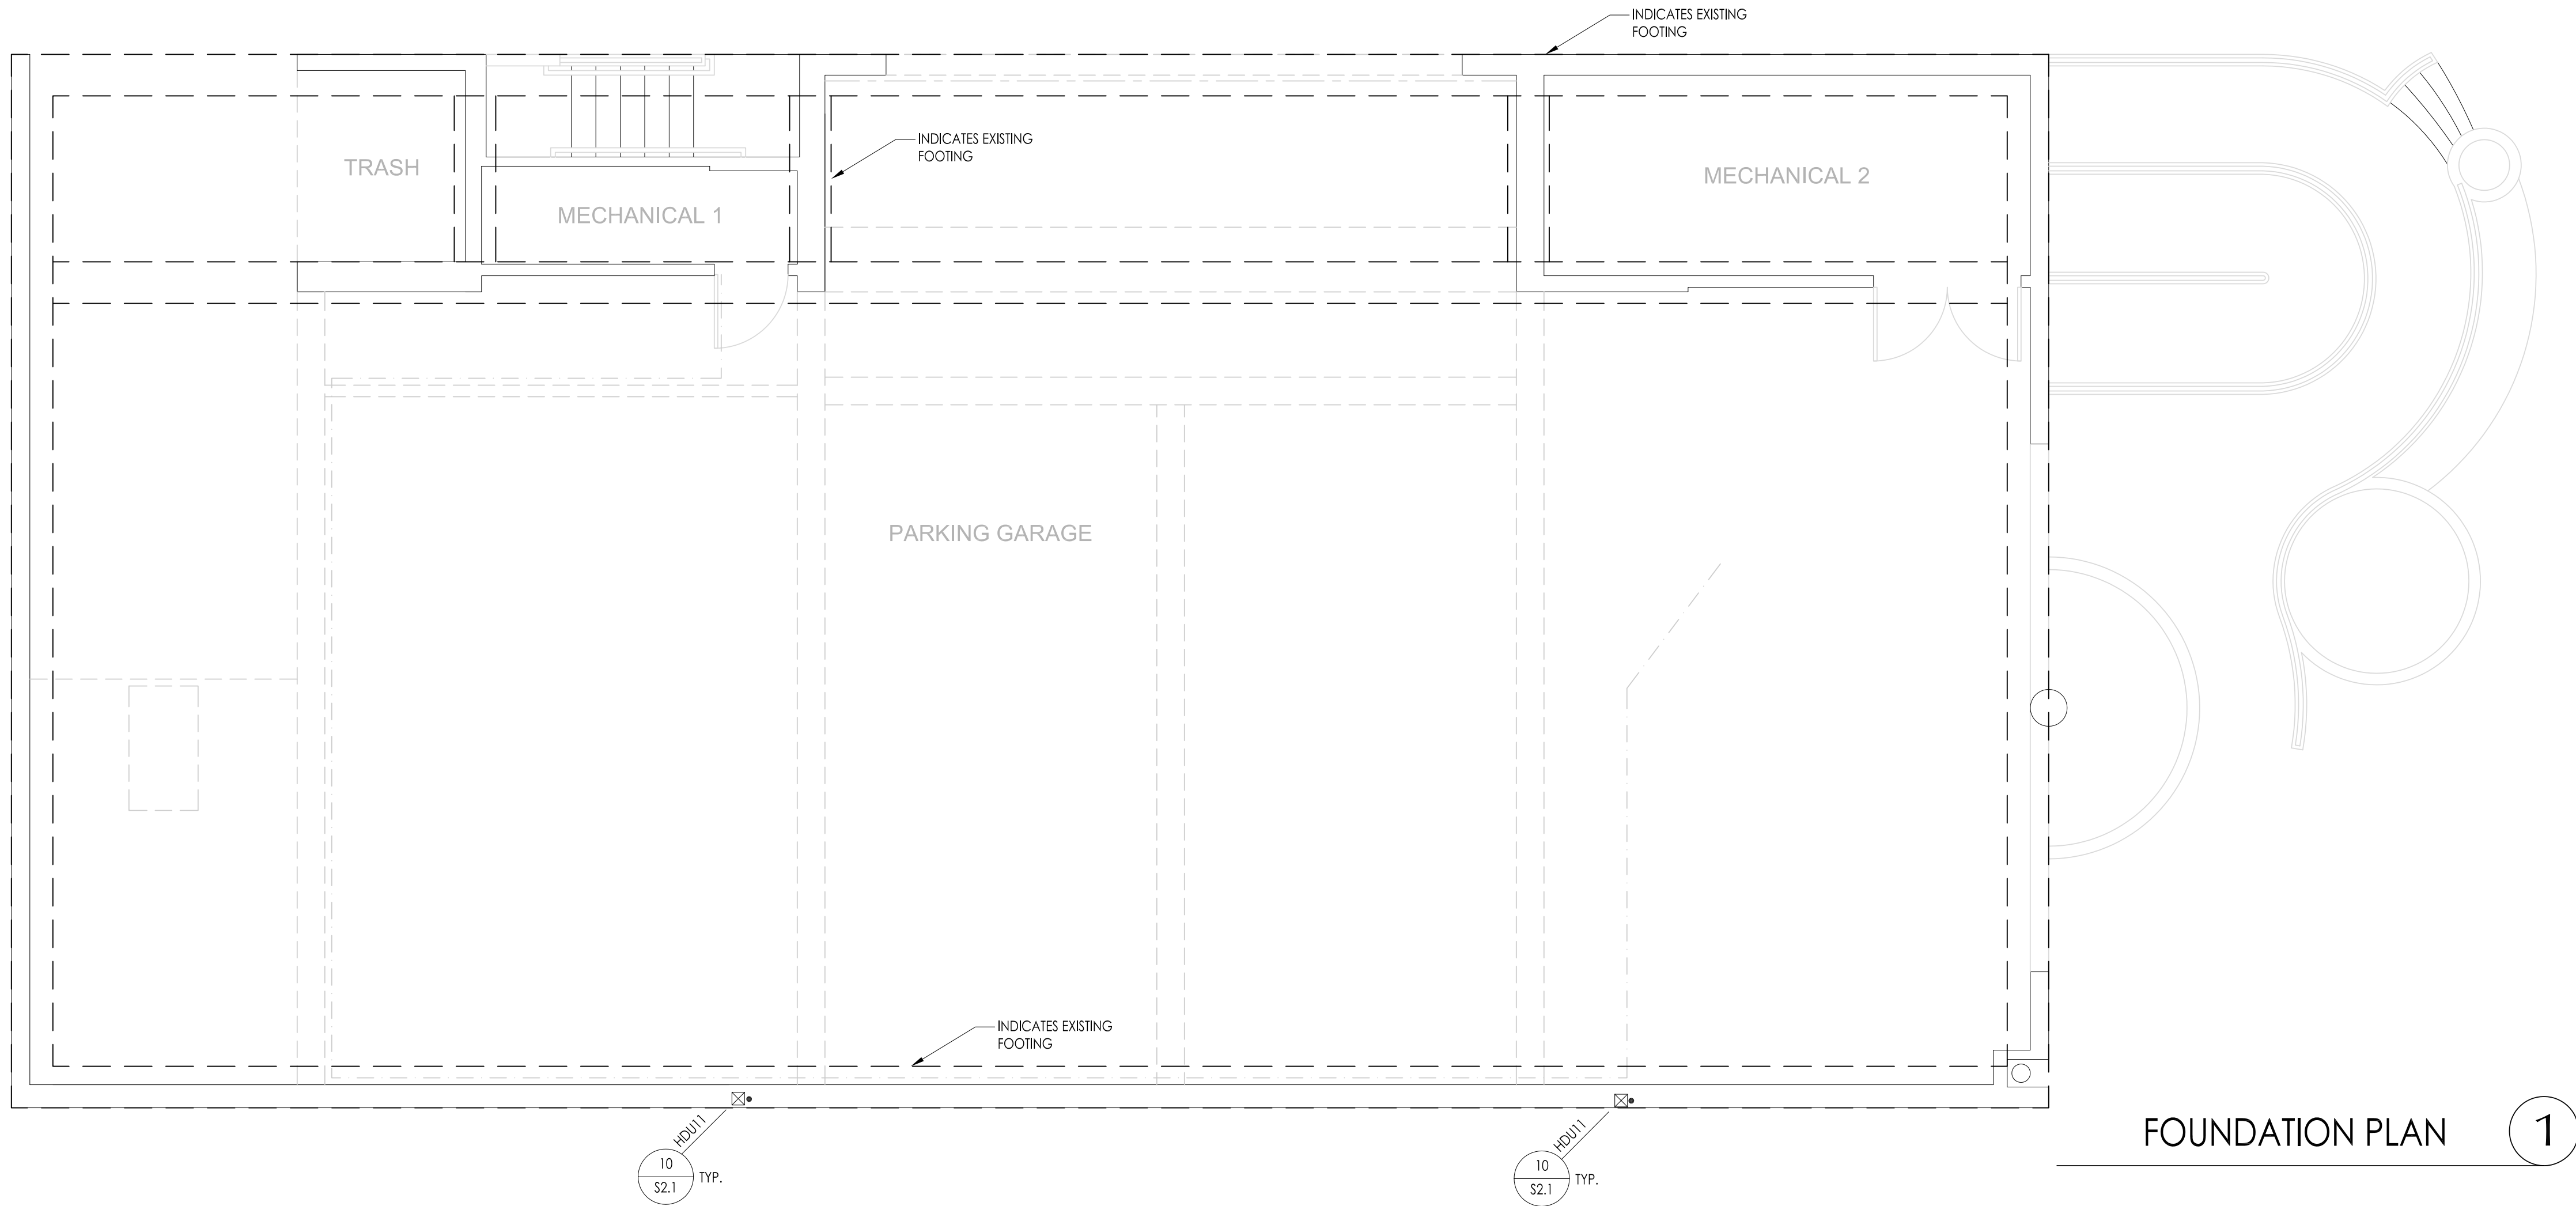 INDICATES EXISTING
FOOTING
INDICATES EXISTING
FOOTING
TRASH
MECHANICAL 2
MECHANICAL 1
PARKING GARAGE
INDICATES EXISTING
FOOTING
HDU11
10
S2.1
TYP.
HDU11
10
S2.1
TYP.
FOUNDATION PLAN
1